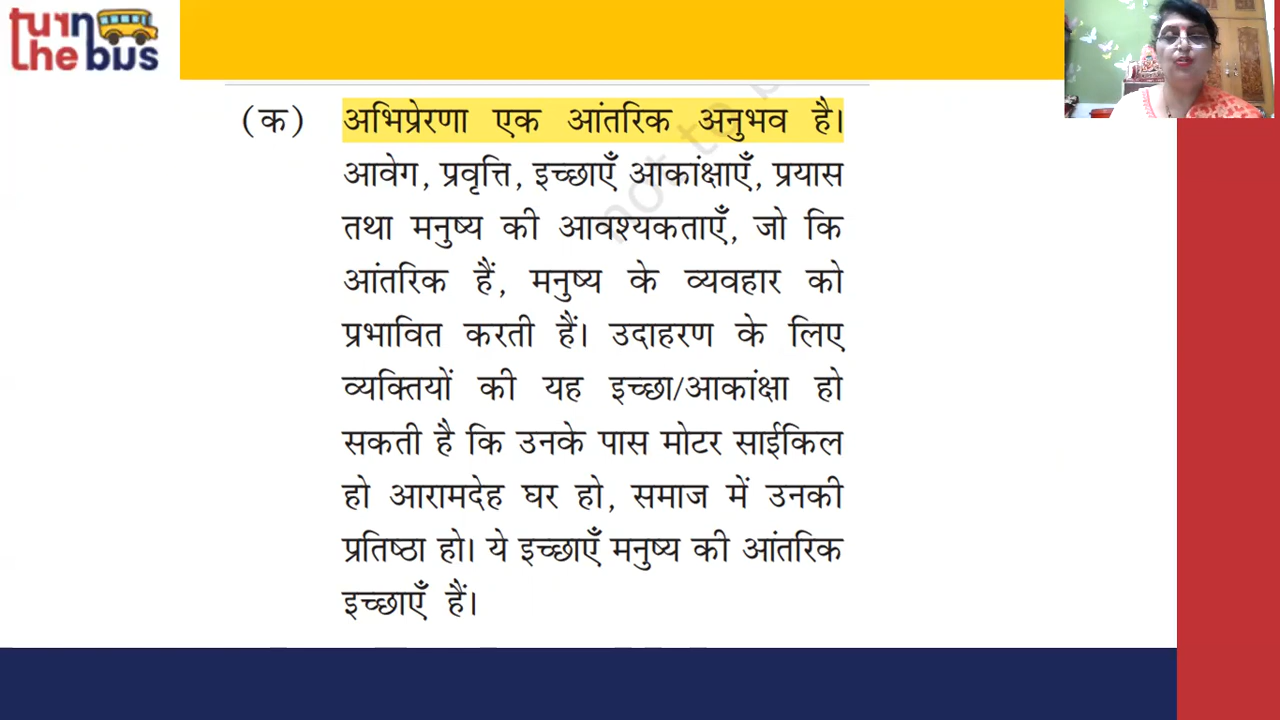 turn
the bus
(क) अभिप्रेरणा एक आंतरिक अनुभव है।
आवेग, प्रवृत्ति, इच्छाएँ आकांक्षाएँ, प्रयास
तथा मनुष्य की आवश्यकताएँ, जो कि
आंतरिक हैं, मनुष्य के व्यवहार को
प्रभावित करती हैं। उदाहरण के लिए
व्यक्तियों की यह इच्छा/आकांक्षा हो
सकती है कि उनके पास मोटर साईकिल
हो आरामदेह घर हो, समाज में उनकी
प्रतिष्ठा हो। ये इच्छाएँ मनुष्य की आंतरिक
इच्छाएँ हैं।
not to b